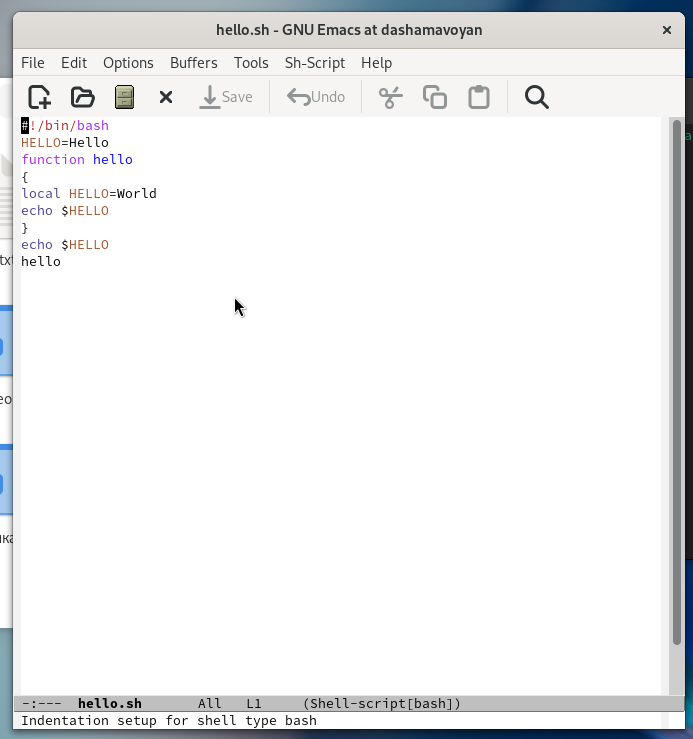 hello.sh - GNU Emacs at dashamavoyan
File Edit Options Buffers Tools Sh-Script Help
Save Undo
#!/bin/bash
HELLO=Hello
function hello
{
local HELLO=World
echo $HELLO
}
echo $HELLO
hello
-:--- hello.sh All L1 (Shell-script[bash])
Indentation setup for shell type bash